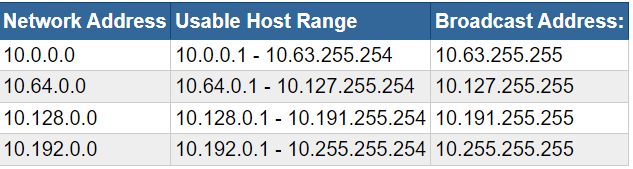 Network Address Usable Host Range Broadcast Address:
10.0.0.0 10.0.0.1 - 10.63.255.254 10.63.255.255
10.64.0.0 10.64.0.1 - 10.127.255.254 10.127.255.255
10.128.0.0 10.128.0.1 - 10.191.255.254 10.191.255.255
10.192.0.0 10.192.0.1 - 10.255.255.254 10.255.255.255